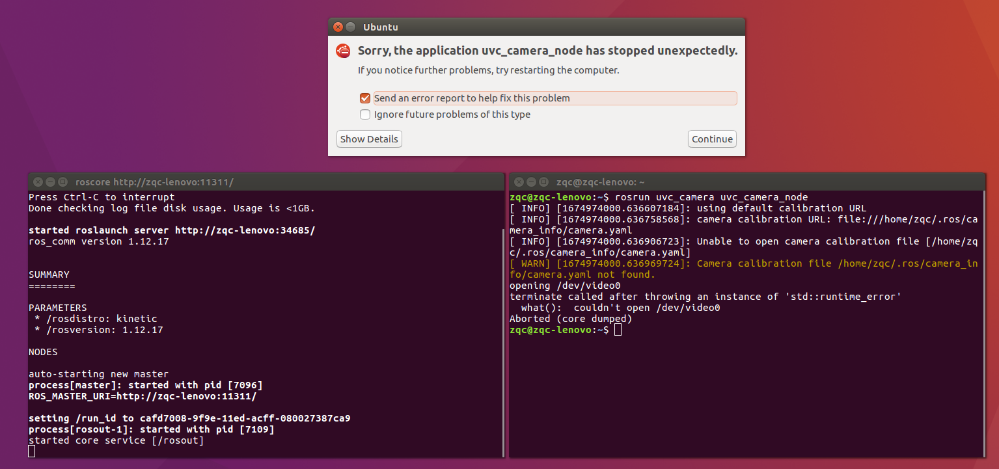 Ubuntu
Sorry, the application uvc_camera_node has stopped unexpectedly.
If you notice further problems, try restarting the computer.
Send an error report to help fix this problem
Ignore future problems of this type
Show Details
Continue
roscore http://zqc-lenovo:11311/
Press Ctrl-C to interrupt
Done checking log file disk usage. Usage is <1GB.
started roslaunch server http://zqc-lenovo:34685/
ros_comm version 1.12.17
SUMMARY
========
PARAMETERS
* /rosdistro: kinetic
* /rosversion: 1.12.17
NODES
auto-starting new master
process[master]: started with pid [7096]
ROS_MASTER_URI=http://zqc-lenovo:11311/
setting /run_id to cafd7008-9f9e-11ed-acff-080027387ca9
process[rosout-1]: started with pid [7109]
started core service [/rosout]
zqc@zqc-lenovo: ~
zqc@zqc-lenovo:~$ rosrun uvc_camera uvc_camera_node
[ INFO] [1674974000.636607184]: using default calibration URL
[ INFO] [1674974000.636758568]: camera calibration URL: file:///home/zqc/.ros/ca
mera_info/camera.yaml
[ INFO] [1674974000.636906723]: Unable to open camera calibration file [/home/zq
c/.ros/camera_info/camera.yaml]
[ WARN] [1674974000.636969724]: Camera calibration file /home/zqc/.ros/camera_in
fo/camera.yaml not found.
opening /dev/video0
terminate called after throwing an instance of 'std::runtime_error'
what():  couldn't open /dev/video0
Aborted (core dumped)
zqc@zqc-lenovo:~$